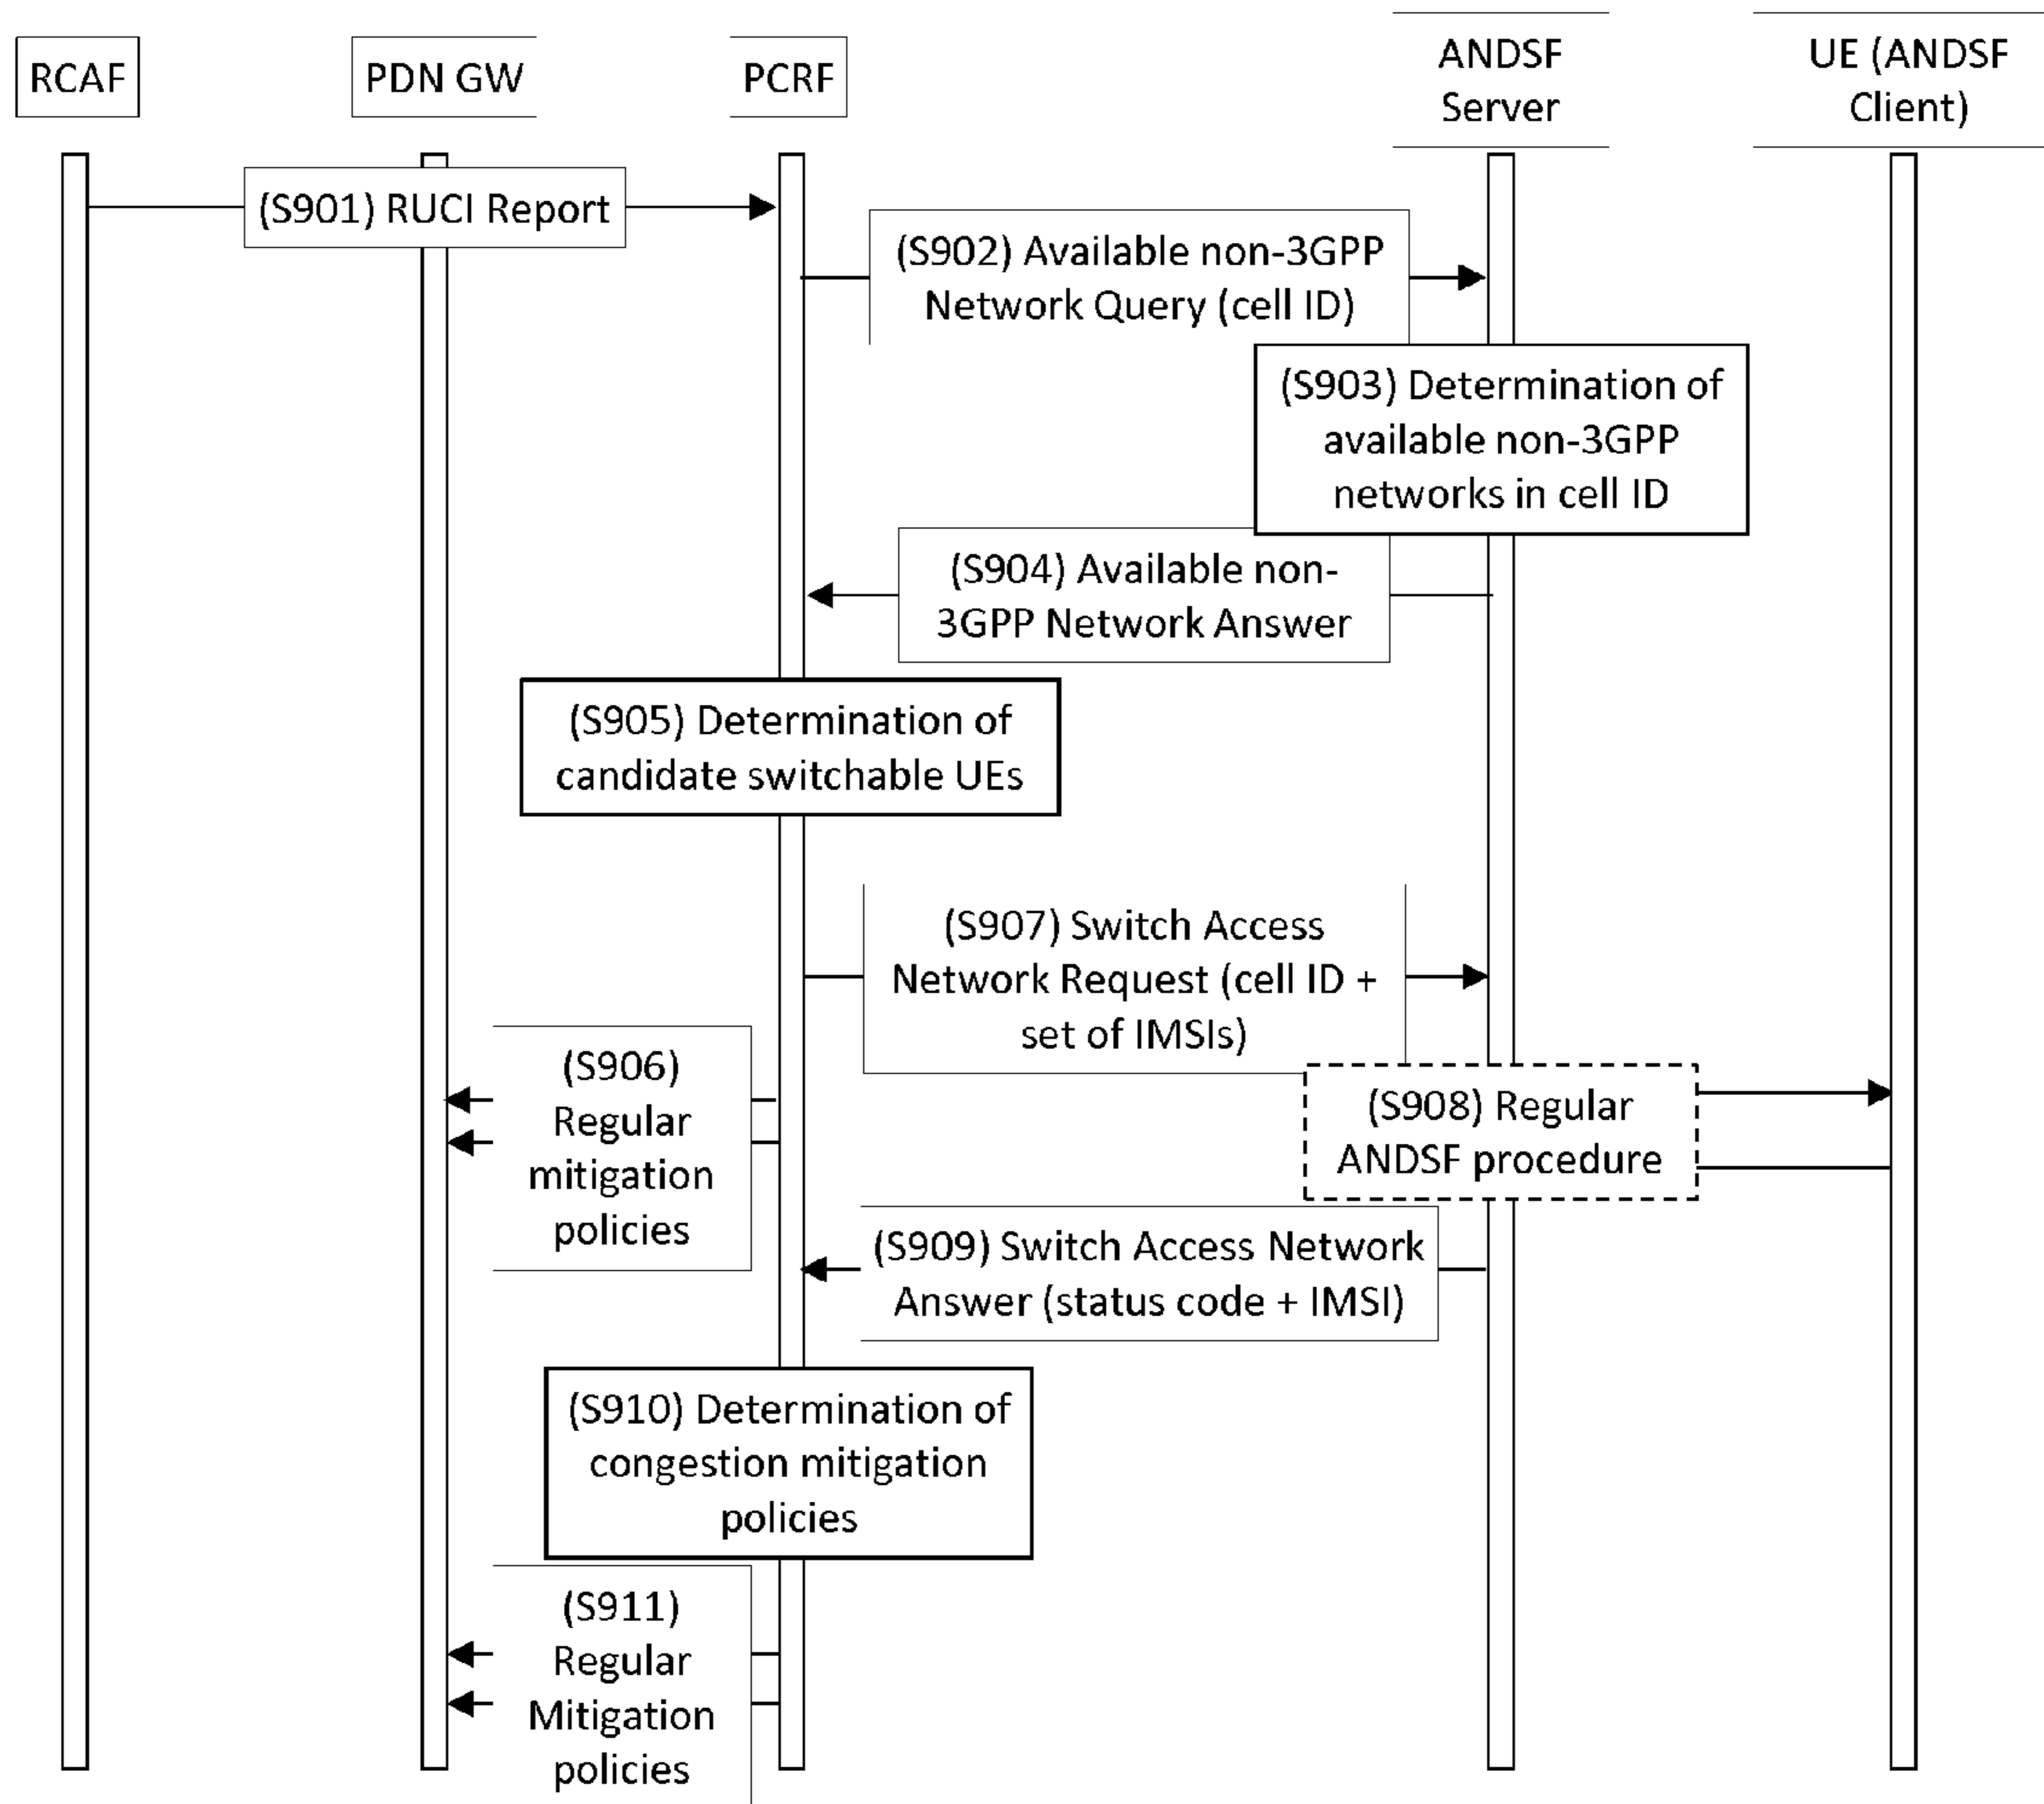 RCAF
PDN GW
PCRF
ANDSF
Server
UE (ANDSF
Client)
(S901) RUCI Report
(S902) Available non-3GPP
Network Query (cell ID)
(S903) Determination of
available non-3GPP
networks in cell ID
(S904) Available non-
3GPP Network Answer
(S905) Determination of
candidate switchable UEs
(S907) Switch Access
Network Request (cell ID +
set of IMSIs)
(S906)
Regular
mitigation
policies
(S908) Regular
ANDSF procedure
(S909) Switch Access Network
Answer (status code + IMSI)
(S910) Determination of
congestion mitigation
policies
(S911)
Regular
Mitigation
policies